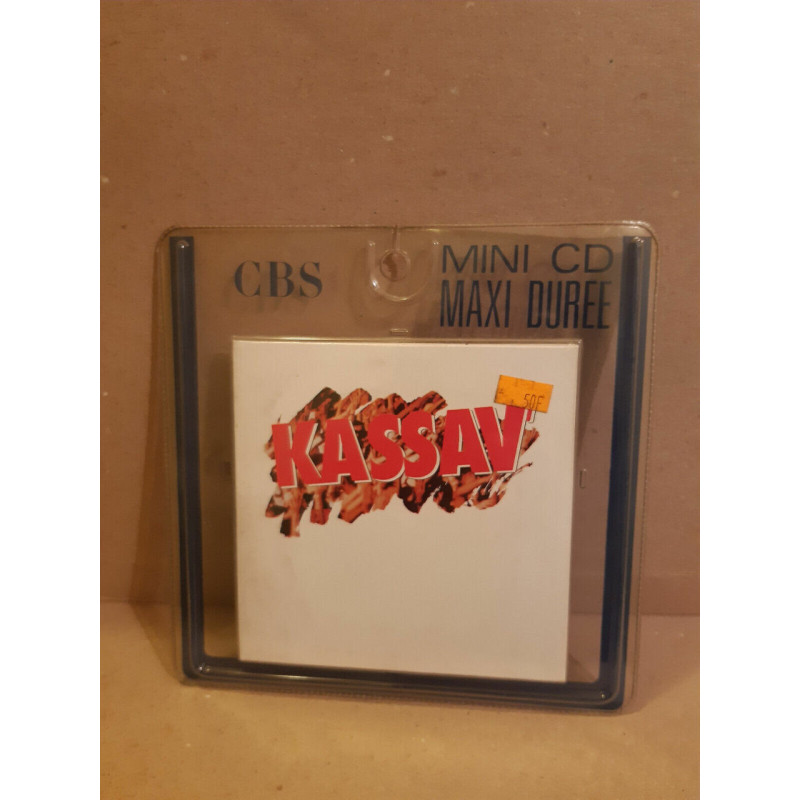 CBS
MINI CD
MAXI DUREE
50F
KASSAV'